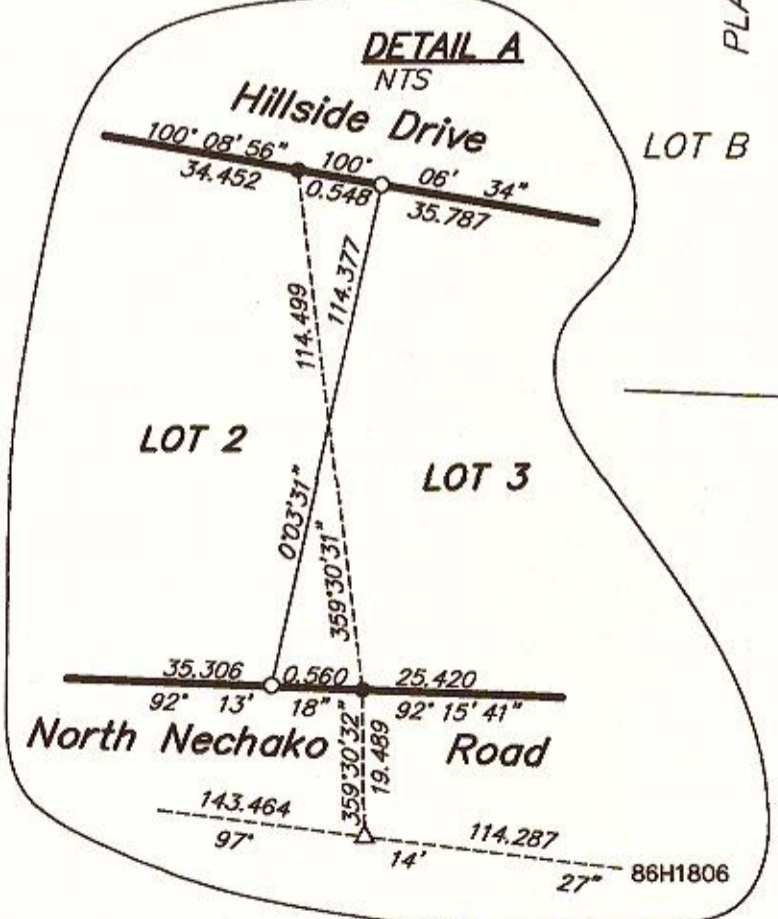 DETAIL A
NTS
Hillside Drive
100° 08' 56" 100° 06' 34"
34.452 0.548 35.787
114.499
114.377
LOT B
LOT 2
LOT 3
0°03'31"
359°30'31"
35.306 0.560 25.420
92° 13' 18" 92° 15' 41"
North Nechako Road
359°30'32"
19.489
143.464 114.287
97° 14' 27" 86H1806
PLA